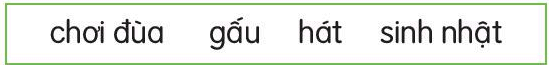 chơi đùa gấu hát sinh nhật